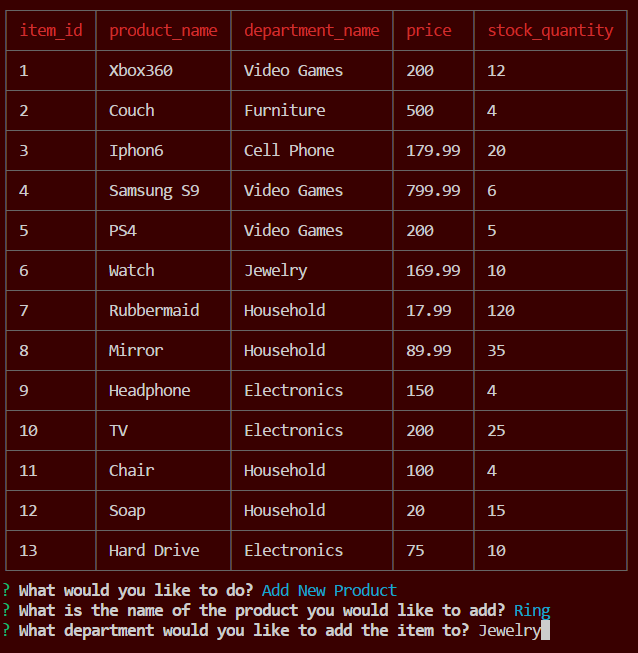 item_id product_name department_name price stock_quantity
1 Xbox360 Video Games 200 12
2 Couch Furniture 500 4
3 Iphon6 Cell Phone 179.99 20
4 Samsung S9 Video Games 799.99 6
5 PS4 Video Games 200 5
6 Watch Jewelry 169.99 10
7 Rubbermaid Household 17.99 120
8 Mirror Household 89.99 35
9 Headphone Electronics 150 4
10 TV Electronics 200 25
11 Chair Household 100 4
12 Soap Household 20 15
13 Hard Drive Electronics 75 10
? What would you like to do? Add New Product
? What is the name of the product you would like to add? Ring
? What department would you like to add the item to? Jewelry